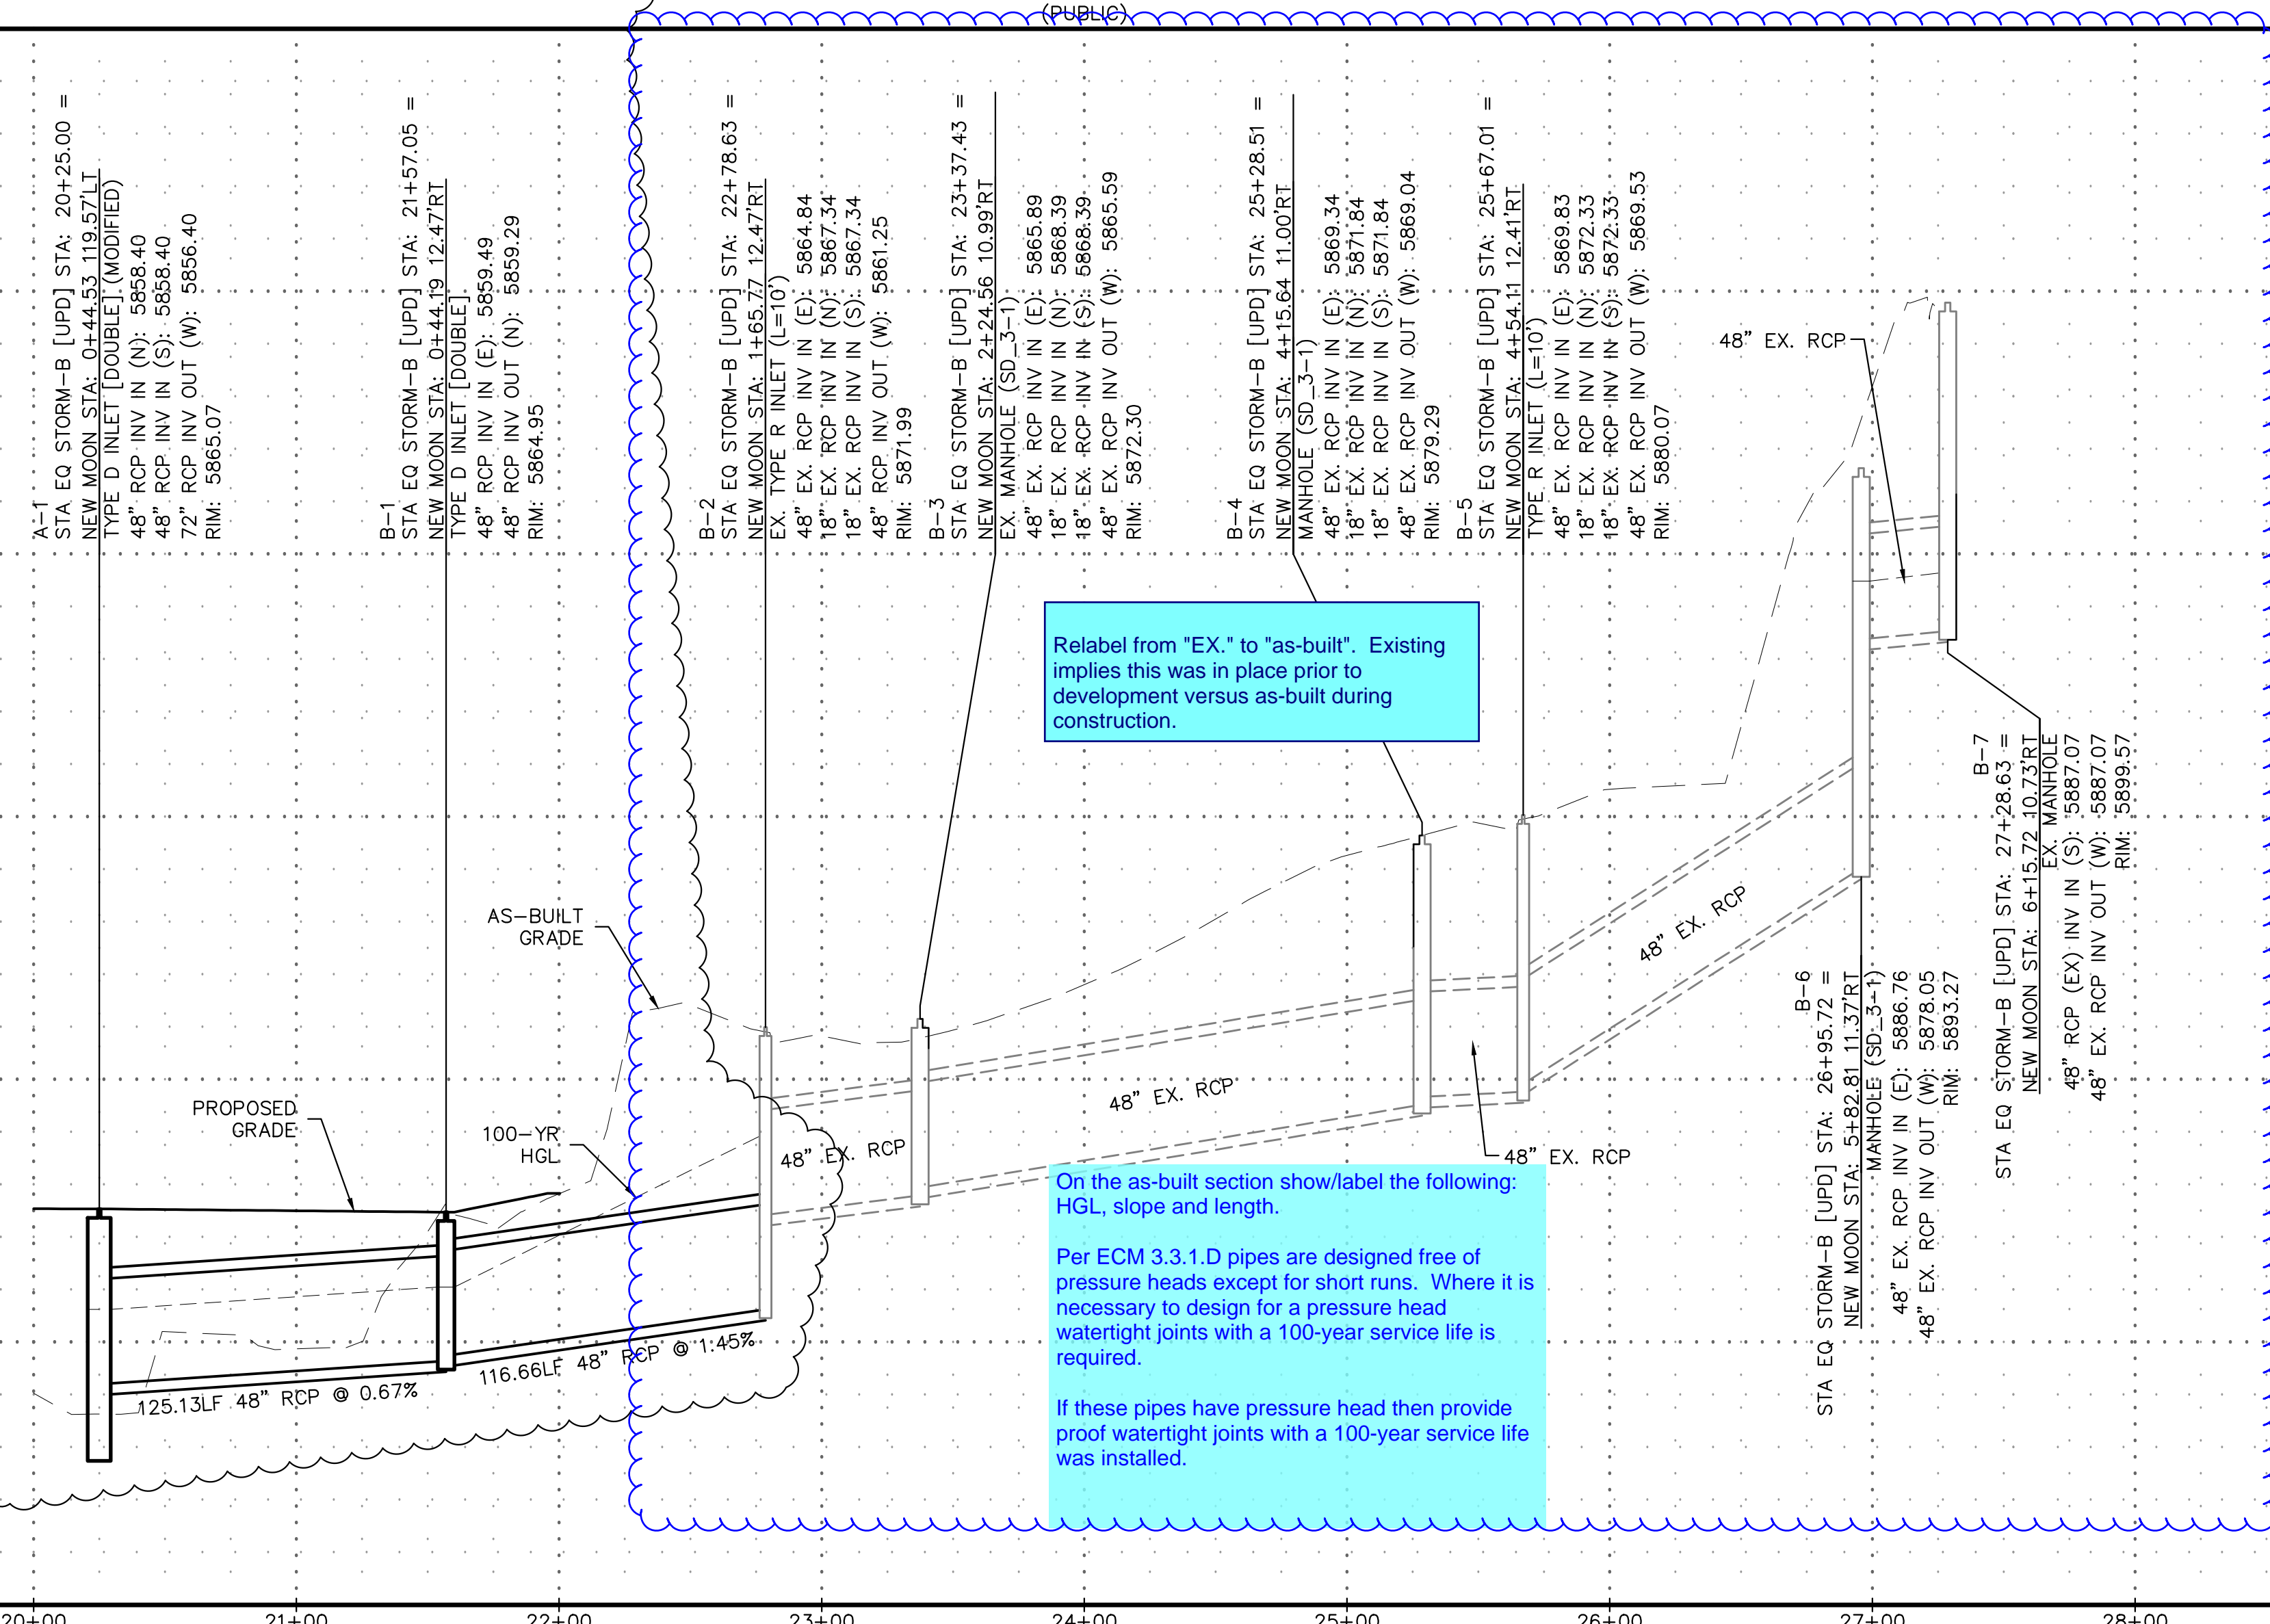 (PUBLIC)
A-1
STA EQ STORM-B [UPD] STA: 20+25.00 =
NEW MOON STA: 0+44.53 119.57'LT
TYPE D INLET [DOUBLE] (MODIFIED)
48" RCP INV IN (N): 5858.40
48" RCP INV IN (S): 5858.40
72" RCP INV OUT (W): 5856.40
RIM: 5865.07
B-1
STA EQ STORM-B [UPD] STA: 21+57.05 =
NEW MOON STA: 0+44.19 12.47'RT
TYPE D INLET [DOUBLE]
48" RCP INV IN (E): 5859.49
48" RCP INV OUT (N): 5859.29
RIM: 5864.95
B-2
STA EQ STORM-B [UPD] STA: 22+78.63 =
NEW MOON STA: 1+65.77 12.47'RT
EX. TYPE R INLET (L=10')
48" EX. RCP INV IN (E): 5864.84
18" EX. RCP INV IN (N): 5867.34
18" EX. RCP INV IN (S): 5867.34
48" RCP INV OUT (W): 5861.25
RIM: 5871.99
B-3
STA EQ STORM-B [UPD] STA: 23+37.43 =
NEW MOON STA: 2+24.56 10.99'RT
EX. MANHOLE (SD_3-1)
48" EX. RCP INV IN (E): 5865.89
18" EX. RCP INV IN (N): 5868.39
18" EX. RCP INV IN (S): 5868.39
48" EX. RCP INV OUT (W): 5865.59
RIM: 5872.30
B-4
STA EQ STORM-B [UPD] STA: 25+28.51 =
NEW MOON STA: 4+15.64 11.00'RT
MANHOLE (SD_3-1)
48" EX. RCP INV IN (E): 5869.34
18" EX. RCP INV IN (N): 5871.84
18" EX. RCP INV IN (S): 5871.84
48" EX. RCP INV OUT (W): 5869.04
RIM: 5879.29
B-5
STA EQ STORM-B [UPD] STA: 25+67.01 =
NEW MOON STA: 4+54.11 12.41'RT
TYPE R INLET (L=10')
48" EX. RCP INV IN (E): 5869.83
18" EX. RCP INV IN (N): 5872.33
18" EX. RCP INV IN (S): 5872.33
48" EX. RCP INV OUT (W): 5869.53
RIM: 5880.07
48" EX. RCP
Relabel from "EX." to "as-built".  Existing
implies this was in place prior to
development versus as-built during
construction.
B-7
STA EQ STORM-B [UPD] STA: 27+28.63 =
NEW MOON STA: 6+15.72 10.73'RT
EX. MANHOLE
48" RCP (EX) INV IN (S): 5887.07
48" EX. RCP INV OUT (W): 5887.07
RIM: 5899.57
B-6
STA EQ STORM-B [UPD] STA: 26+95.72 =
NEW MOON STA: 5+82.81 11.37'RT
MANHOLE (SD_3-1)
48" EX. RCP INV IN (E): 5886.76
48" EX. RCP INV OUT (W): 5878.05
RIM: 5893.27
AS-BUILT
GRADE
48" EX. RCP
48" EX. RCP
PROPOSED
GRADE
100-YR
HGL
48" EX. RCP
48" EX. RCP
On the as-built section show/label the following:
HGL, slope and length.
Per ECM 3.3.1.D pipes are designed free of
pressure heads except for short runs.  Where it is
necessary to design for a pressure head
watertight joints with a 100-year service life is
required.
If these pipes have pressure head then provide
proof watertight joints with a 100-year service life
was installed.
125.13LF 48" RCP @ 0.67%
116.66LF 48" RCP @ 1.45%
20+00
21+00
22+00
23+00
24+00
25+00
26+00
27+00
28+00